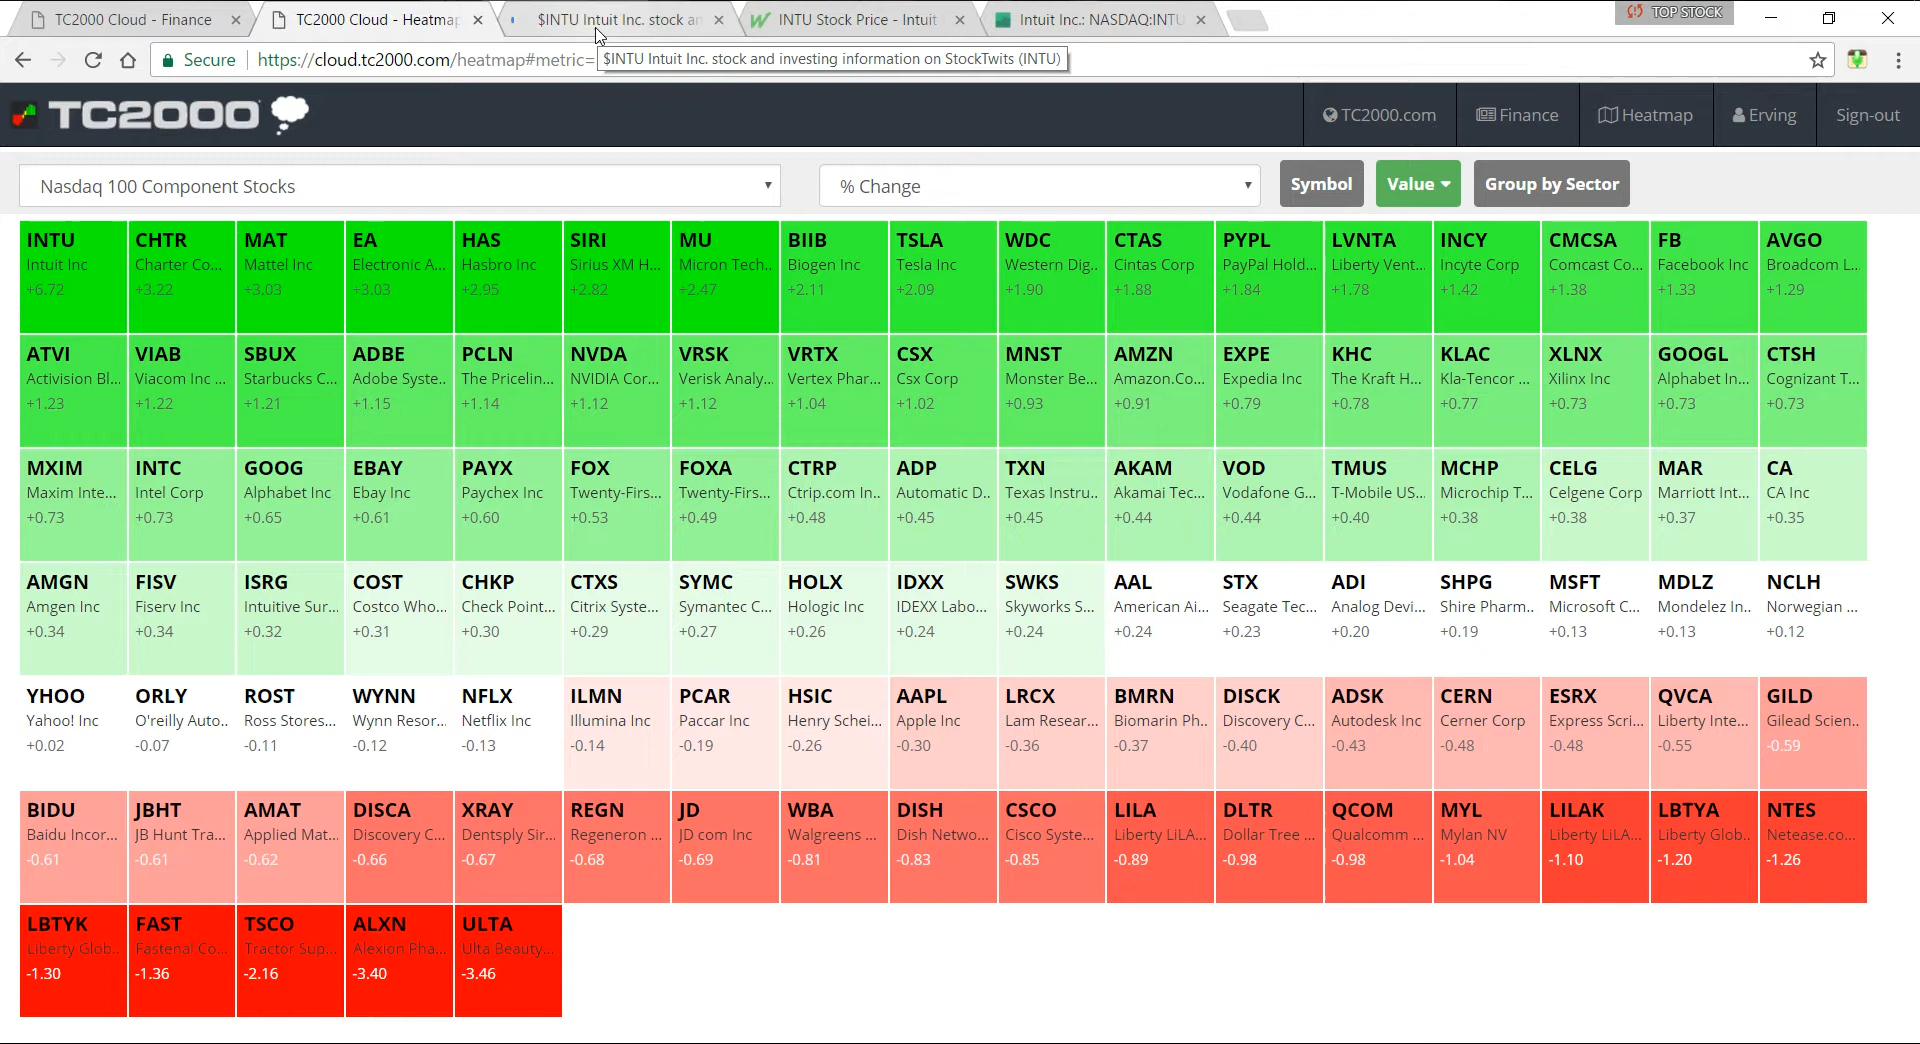 TC2000 Cloud - Finance
TC2000 Cloud - Heatmap
$INTU Intuit Inc. stock an
INTU Stock Price - Intuit
Intuit Inc.: NASDAQ:INTU
TOP STOCK
Secure https://cloud.tc2000.com/heatmap#metric=
$INTU Intuit Inc. stock and investing information on StockTwits (INTU)
TC2000
TC2000.com Finance Heatmap Erving Sign-out
Nasdaq 100 Component Stocks % Change Symbol Value Group by Sector
INTU CHTR MAT EA HAS SIRI MU BIIB TSLA WDC CTAS PYPL LVNTA INCY CMCSA FB AVGO
Intuit Inc Charter Co... Mattel Inc Electronic A... Hasbro Inc Sirius XM H... Micron Tech.. Biogen Inc Tesla Inc Western Dig.. Cintas Corp PayPal Hold... Liberty Vent... Incyte Corp Comcast Co... Facebook Inc Broadcom L...
+6.72 +3.22 +3.03 +3.03 +2.95 +2.82 +2.47 +2.11 +2.09 +1.90 +1.88 +1.84 +1.78 +1.42 +1.38 +1.33 +1.29
ATVI VIAB SBUX ADBE PCLN NVDA VRSK VRTX CSX MNST AMZN EXPE KHC KLAC XLNX GOOGL CTSH
Activision Bl... Viacom Inc ... Starbucks C... Adobe Syste.. The Pricelin... NVIDIA Cor... Verisk Analy... Vertex Phar... Csx Corp Monster Be... Amazon.Co... Expedia Inc The Kraft H... Kla-Tencor ... Xilinx Inc Alphabet In... Cognizant T...
+1.23 +1.22 +1.21 +1.15 +1.14 +1.12 +1.12 +1.04 +1.02 +0.93 +0.91 +0.79 +0.78 +0.77 +0.73 +0.73 +0.73
MXIM INTC GOOG EBAY PAYX FOX FOXA CTRP ADP TXN AKAM VOD TMUS MCHP CELG MAR CA
Maxim Inte... Intel Corp Alphabet Inc Ebay Inc Paychex Inc Twenty-Firs... Twenty-Firs... Ctrip.com In.. Automatic D.. Texas Instru.. Akamai Tec... Vodafone G... T-Mobile US... Microchip T... Celgene Corp Marriott Int... CA Inc
+0.73 +0.73 +0.65 +0.61 +0.60 +0.53 +0.49 +0.48 +0.45 +0.45 +0.44 +0.44 +0.40 +0.38 +0.38 +0.37 +0.35
AMGN FISV ISRG COST CHKP CTXS SYMC HOLX IDXX SWKS AAL STX ADI SHPG MSFT MDLZ NCLH
Amgen Inc Fiserv Inc Intuitive Sur... Costco Who... Check Point... Citrix Syste... Symantec C... Hologic Inc IDEXX Labo... Skyworks S... American Ai... Seagate Tec... Analog Devi... Shire Pharm.. Microsoft C... Mondelez In.. Norwegian ...
+0.34 +0.34 +0.32 +0.31 +0.30 +0.29 +0.27 +0.26 +0.24 +0.24 +0.24 +0.23 +0.20 +0.19 +0.13 +0.13 +0.12
YHOO ORLY ROST WYNN NFLX ILMN PCAR HSIC AAPL LRCX BMRN DISCK ADSK CERN ESRX QVCA GILD
Yahoo! Inc O'reilly Auto.. Ross Stores... Wynn Resor.. Netflix Inc Illumina Inc Paccar Inc Henry Schei... Apple Inc Lam Resear... Biomarin Ph.. Discovery C... Autodesk Inc Cerner Corp Express Scri... Liberty Inte... Gilead Scien..
+0.02 -0.07 -0.11 -0.12 -0.13 -0.14 -0.19 -0.26 -0.30 -0.36 -0.37 -0.40 -0.43 -0.48 -0.48 -0.55 -0.59
BIDU JBHT AMAT DISCA XRAY REGN JD WBA DISH CSCO LILA DLTR QCOM MYL LILAK LBTYA NTES
Baidu Incor... JB Hunt Tra... Applied Mat... Discovery C... Dentsply Sir... Regeneron ... JD com Inc Walgreens ... Dish Netwo... Cisco Syste... Liberty LiLA... Dollar Tree ... Qualcomm ... Mylan NV Liberty LiLA... Liberty Glob.. Netease.co...
-0.61 -0.61 -0.62 -0.66 -0.67 -0.68 -0.69 -0.81 -0.83 -0.85 -0.89 -0.98 -0.98 -1.04 -1.10 -1.20 -1.26
LBTYK FAST TSCO ALXN ULTA
Liberty Glob.. Fastenal Co... Tractor Sup... Alexion Pha... Ulta Beauty...
-1.30 -1.36 -2.16 -3.40 -3.46